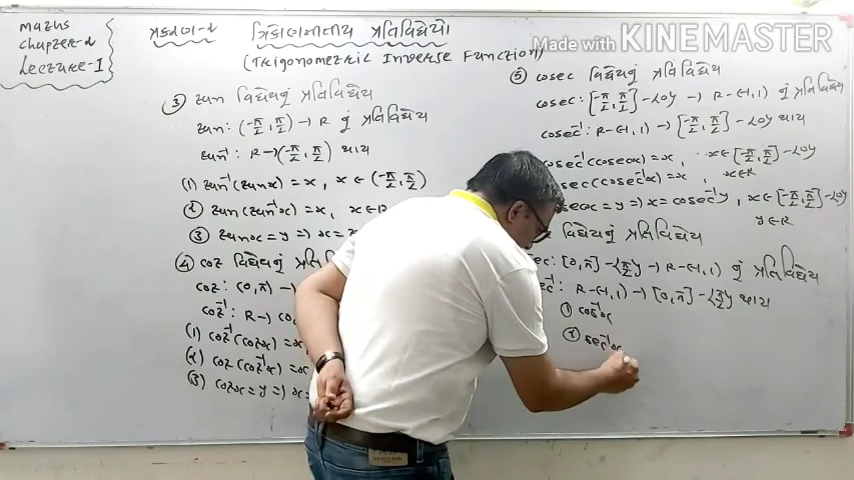 Maths
Chapter-2
Lecture-1
પ્રકરણ-2 ત્રિકોણમિતીય પ્રતિવિધેયો
(Trigonometric Inverse Function)
Made with KINEMASTER
③ tan વિધેયનું પ્રતિવિધેય
tan: (-π/2, π/2) → R નું પ્રતિવિધેય
tan⁻¹: R → (-π/2, π/2) થાય
(1) tan⁻¹(tanx) = x, x ∈ (-π/2, π/2)
② tan(tan⁻¹x) = x, x ∈ R
③ tanx = y ⇒ x =
④ cot વિધેયનું પ્રતિ
cot: (0, π) → R
cot⁻¹: R → (0,
(1) cot⁻¹(cotx) = x,
(2) cot(cot⁻¹x) = x
(3) cotx = y ⇒ x =
⑤ cosec વિધેયનું પ્રતિવિધેય
cosec: [-π/2, π/2] - {0} → R-(-1,1) નું પ્રતિવિધેય
cosec⁻¹: R-(-1,1) → [-π/2, π/2] - {0} થાય
cosec⁻¹(cosecx) = x, x ∈ [-π/2, π/2] - {0}
cosec(cosec⁻¹x) = x, x ∈ R
secx = y ⇒ x = cosec⁻¹y, x ∈ [-π/2, π/2] - {0}
y ∈ R
વિધેયનું પ્રતિવિધેય
sec: [0, π] - {π/2} → R-(-1,1) નું પ્રતિવિધેય
sec⁻¹: R-(-1,1) → [0, π] - {π/2} થાય
① cos⁻¹x
② sec⁻¹x